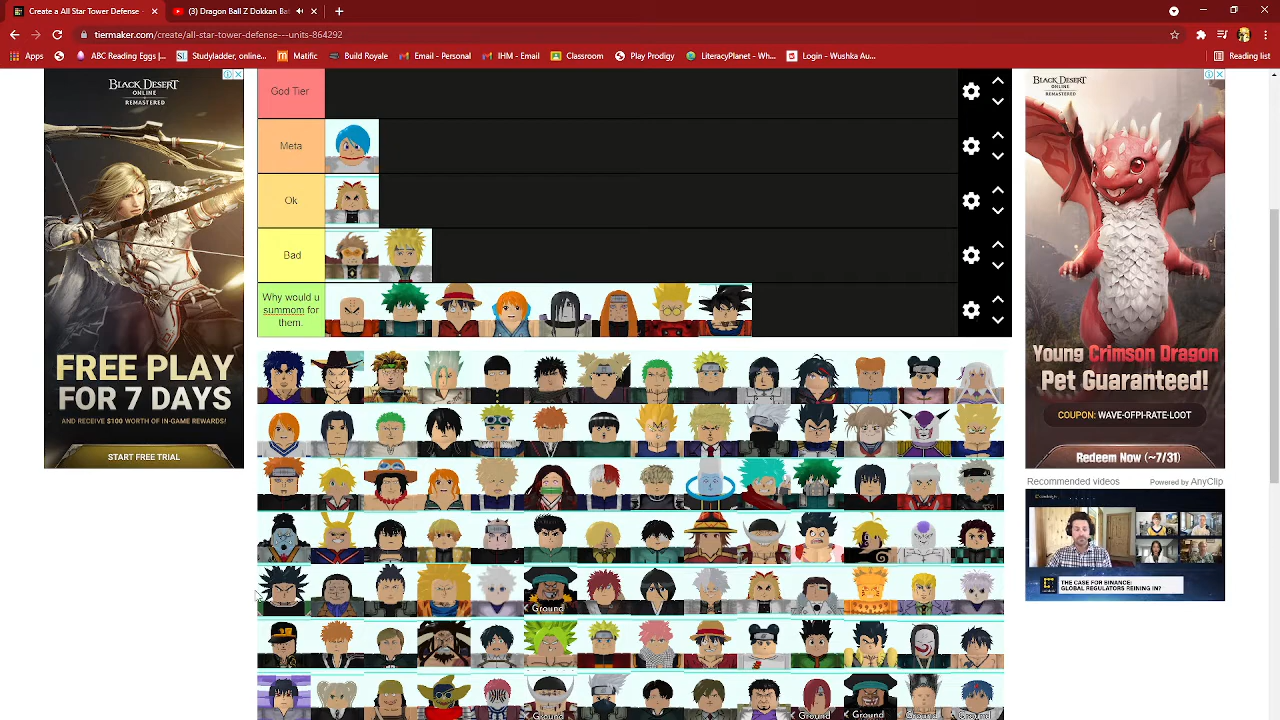 Create a All Star Tower Defense -
(3) Dragon Ball Z Dokkan Bat
tiermaker.com/create/all-star-tower-defense---units-864292
Apps
ABC Reading Eggs |...
SL
Studyladder, onlin...
Matific
Build Royale
Email - Personal
IHM - Email
Classroom
Play Prodigy
LiteracyPlanet - Wh...
Login - Wushka Au...
Reading list
BLACK DESERT
ONLINE
REMASTERED
FREE PLAY
FOR 7 DAYS
AND RECEIVE $100 WORTH OF IN-GAME REWARDS!
START FREE TRIAL
God Tier
Meta
Ok
Bad
Why would u
summom for
them.
Ground
Ground
Ground
Ground
Ground
Ground
BLACK DESERT
ONLINE
REMASTERED
Young Crimson Dragon
Pet Guaranteed!
COUPON: WAVE-OFPI-RATE-LOOT
Redeem Now (~7/31)
Recommended videos
Powered by AnyClip
THE CASE FOR BINANCE:
GLOBAL REGULATORS REINING IN?